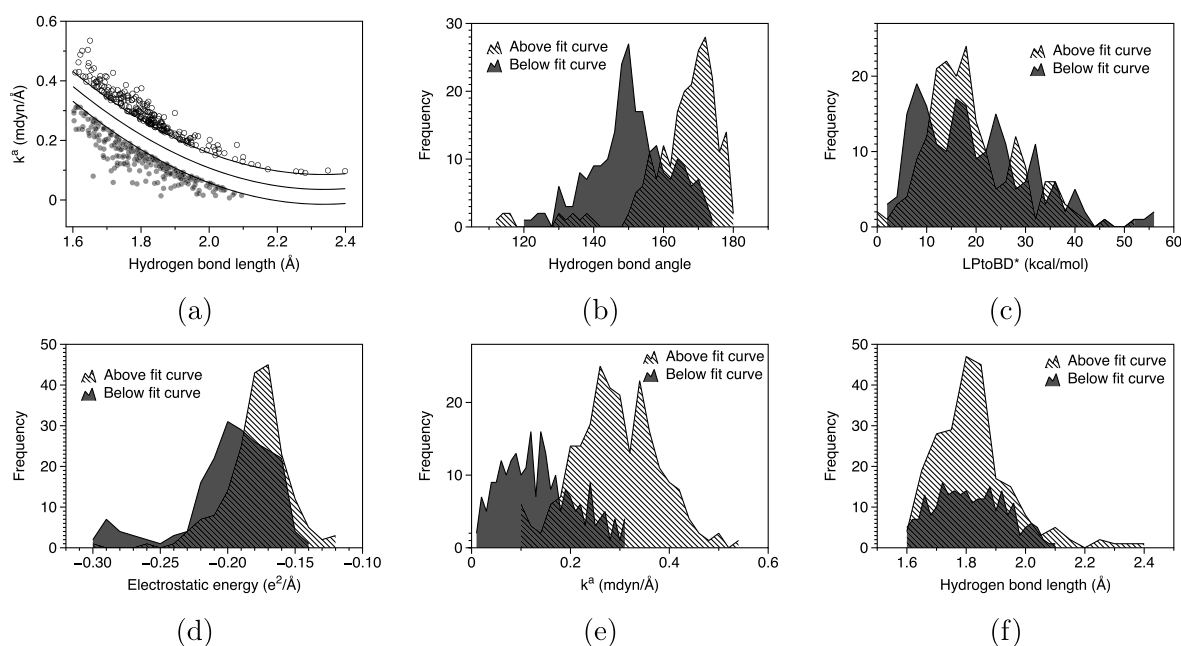 0.6
0.4
0.2
0
kᵃ (mdyn/Å)
1.6 1.8 2.0 2.2 2.4
Hydrogen bond length (Å)
(a)
30
20
10
0
Frequency
Above fit curve
Below fit curve
120 140 160 180
Hydrogen bond angle
(b)
20
10
0
Frequency
Above fit curve
Below fit curve
0 10 20 30 40 50 60
LPtoBD* (kcal/mol)
(c)
50
40
30
20
10
0
Frequency
Above fit curve
Below fit curve
−0.30 −0.25 −0.20 −0.15 −0.10
Electrostatic energy (e²/Å)
(d)
20
10
0
Frequency
Above fit curve
Below fit curve
0 0.2 0.4 0.6
kᵃ (mdyn/Å)
(e)
50
40
30
20
10
0
Frequency
Above fit curve
Below fit curve
1.6 1.8 2.0 2.2 2.4
Hydrogen bond length (Å)
(f)